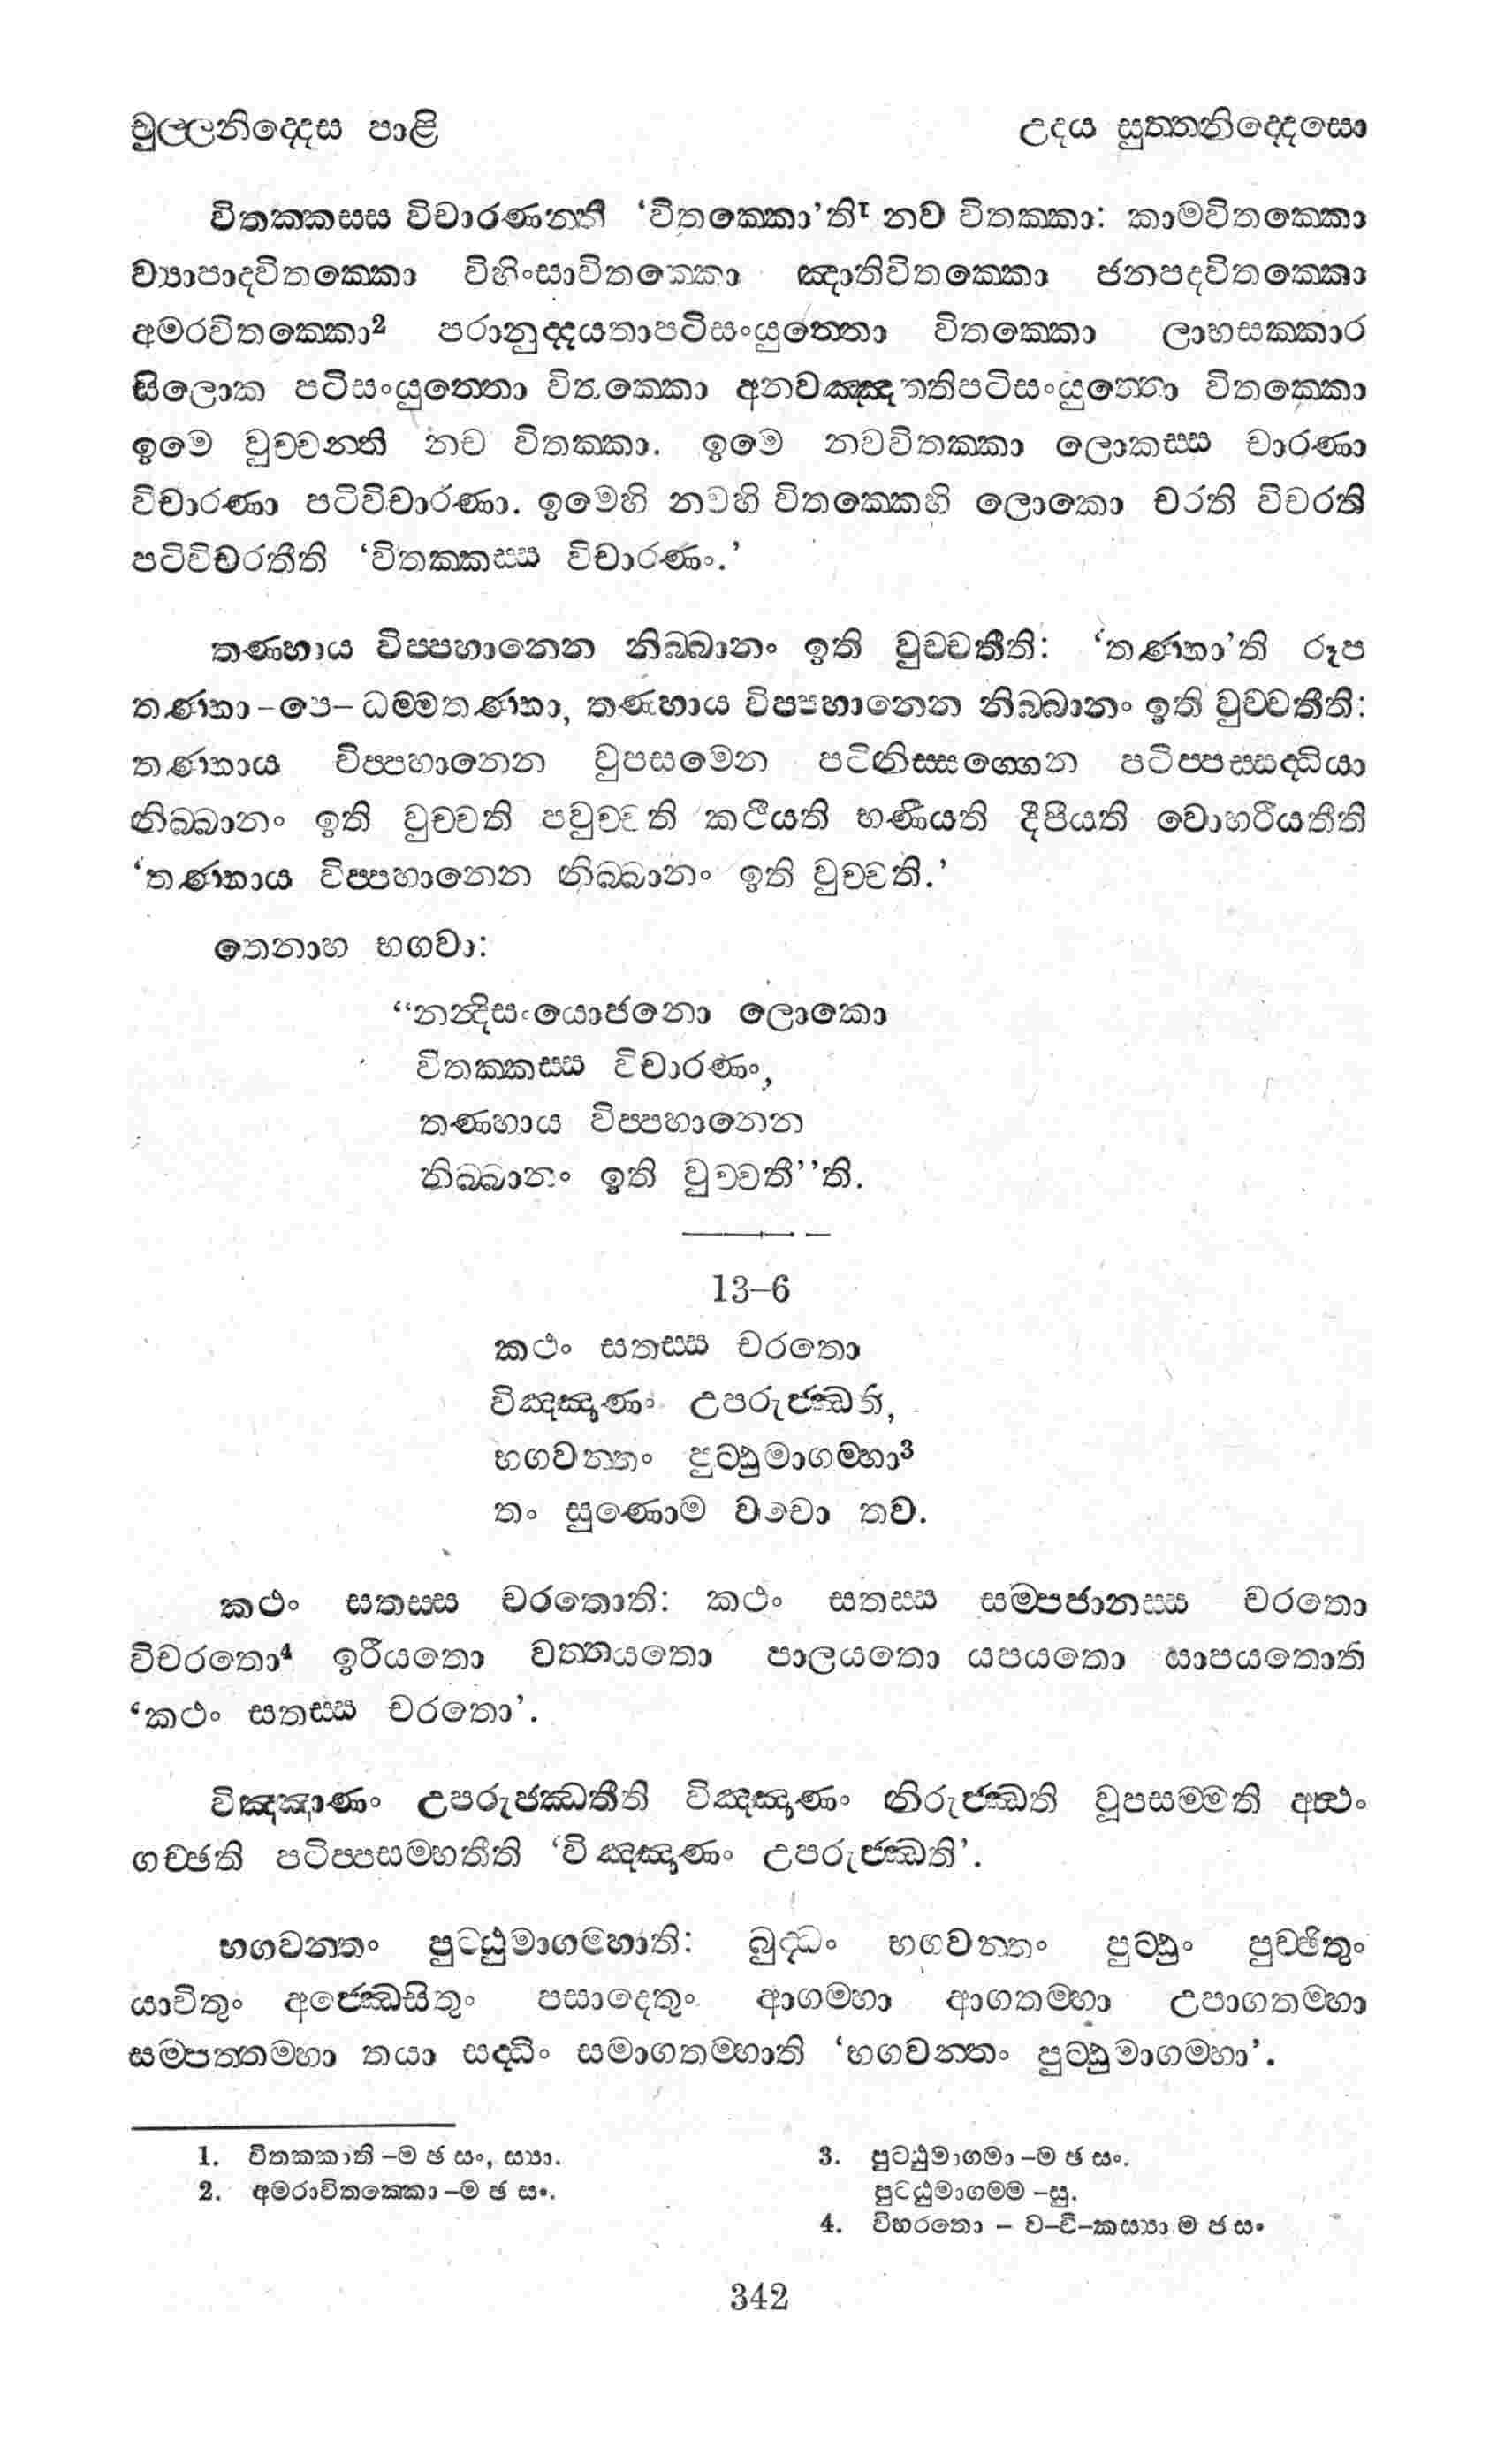 චුල්ලනිද්දෙස පාළි උදය සුත්තනිද්දෙසො
විතක්කස්ස විචාරණන්ති ‘විතක්කො’ති¹ නව විතක්කා: කාමවිතක්කො
ව්‍යාපාදවිතක්කො විහිංසාවිතක්කො ඤාතිවිතක්කො ජනපදවිතක්කො
අමරවිතක්කො² පරානුද්දයතාපටිසංයුත්තො විතක්කො ලාභසක්කාර
සිලොක පටිසංයුත්තො විතක්කො අනවඤ්ඤත්තිපටිසංයුත්තො විතක්කො
ඉමෙ වුච්චන්ති නව විතක්කා. ඉමෙ නවවිතක්කා ලොකස්ස චාරණා
විචාරණා පටිවිචාරණා. ඉමෙහි නවහි විතක්කෙහි ලොකො චරති විචරති
පටිවිචරතීති ‘විතක්කස්ස විචාරණං.’
තණ්හාය විප්පහානෙන නිබ්බානං ඉති වුච්චතීති: ‘තණ්හා’ති රූප
තණ්හා -පෙ- ධම්මතණ්හා, තණ්හාය විප්පහානෙන නිබ්බානං ඉති වුච්චතීති:
තණ්හාය විප්පහානෙන වුපසමෙන පටිනිස්සග්ගෙන පටිප්පස්සද්ධියා
නිබ්බානං ඉති වුච්චති පවුච්චති කථීයති භණීයති දීපීයති වොහරීයතීති
‘තණ්හාය විප්පහානෙන නිබ්බානං ඉති වුච්චති.’
තෙනාහ භගවා:
“නන්දිසංයොජනො ලොකො
විතක්කස්ස විචාරණං,
තණ්හාය විප්පහානෙන
නිබ්බානං ඉති වුච්චතී”ති.
13–6
කථං සතස්ස චරතො
විඤ්ඤාණං උපරුජ්ඣති,
භගවන්තං පුට්ඨුමාගම්හා³
තං සුණොම වචො තව.
කථං සතස්ස චරතොති: කථං සතස්ස සම්පජානස්ස චරතො
විචරතො⁴ ඉරීයතො වත්තයතො පාලයතො යපයතො යාපයතොති
‘කථං සතස්ස චරතො’.
විඤ්ඤාණං උපරුජ්ඣතීති විඤ්ඤාණං නිරුජ්ඣති වූපසම්මති අත්ථං
ගච්ඡති පටිප්පසම්භතීති ‘විඤ්ඤාණං උපරුජ්ඣති’.
භගවන්තං පුට්ඨුමාගම්හාති: බුද්ධං භගවන්තං පුට්ඨුං පුච්ඡිතුං
යාචිතුං අජ්ඣෙසිතුං පසාදෙතුං ආගම්හා ආගතම්හා උපාගතම්හා
සම්පත්තම්හා තයා සද්ධිං සමාගතම්හාති ‘භගවන්තං පුට්ඨුමාගම්හා’.
1. විතක්කාති –ම ඡ සං, ස්‍යා.
2. අමරාවිතක්කො –ම ඡ සං.
3. පුට්ඨුමාගමා –ම ඡ සං.
පුට්ඨුමාගම්ම –සු.
4. විහරතො – ව–වි–කස්‍යා ම ජ සං
342